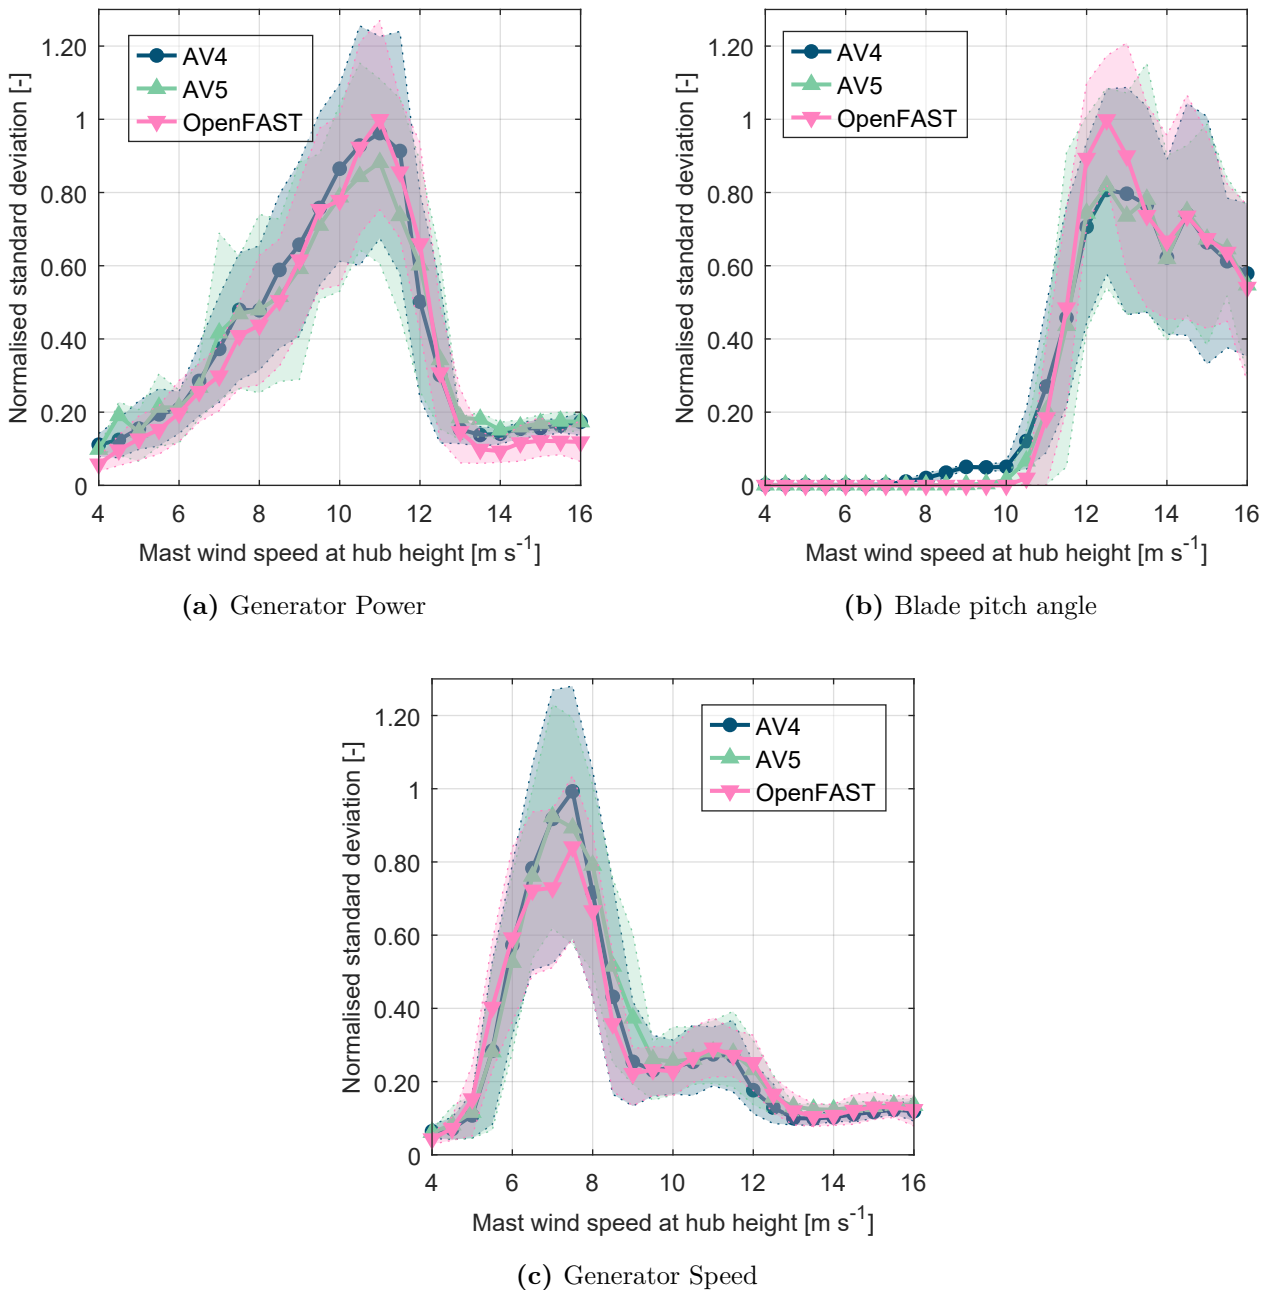 Normalised standard deviation [-]
1.20
1
0.80
0.60
0.40
0.20
0
AV4
AV5
OpenFAST
4 6 8 10 12 14 16
Mast wind speed at hub height [m s⁻¹]
(a) Generator Power
Normalised standard deviation [-]
1.20
1
0.80
0.60
0.40
0.20
0
AV4
AV5
OpenFAST
4 6 8 10 12 14 16
Mast wind speed at hub height [m s⁻¹]
(b) Blade pitch angle
Normalised standard deviation [-]
1.20
1
0.80
0.60
0.40
0.20
0
AV4
AV5
OpenFAST
4 6 8 10 12 14 16
Mast wind speed at hub height [m s⁻¹]
(c) Generator Speed